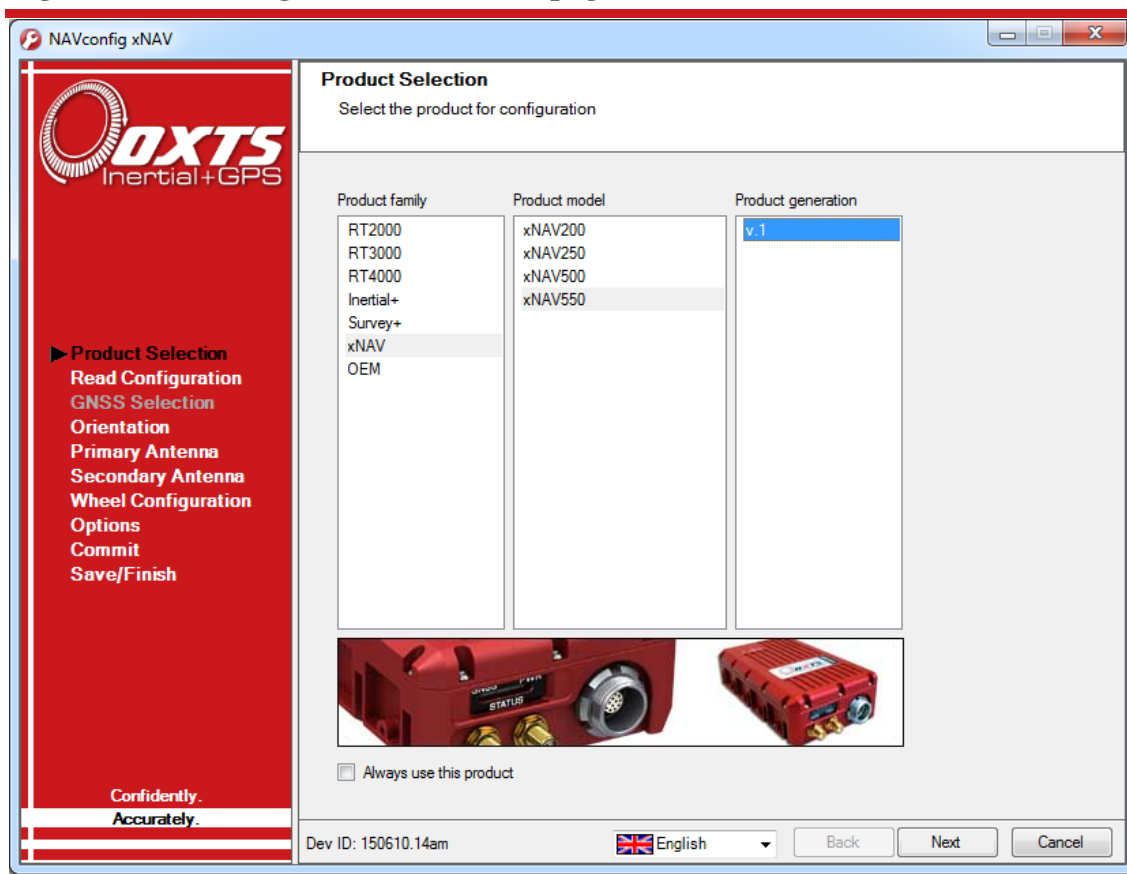 NAVconfig xNAV
OXTS
Inertial+GPS
Product Selection
Select the product for configuration
Product Selection
Read Configuration
GNSS Selection
Orientation
Primary Antenna
Secondary Antenna
Wheel Configuration
Options
Commit
Save/Finish
Confidently.
Accurately.
Product family
RT2000
RT3000
RT4000
Inertial+
Survey+
xNAV
OEM
Product model
xNAV200
xNAV250
xNAV500
xNAV550
Product generation
v.1
GNSS PWR
STATUS
OXTS
Always use this product
Dev ID: 150610.14am
English
Back
Next
Cancel